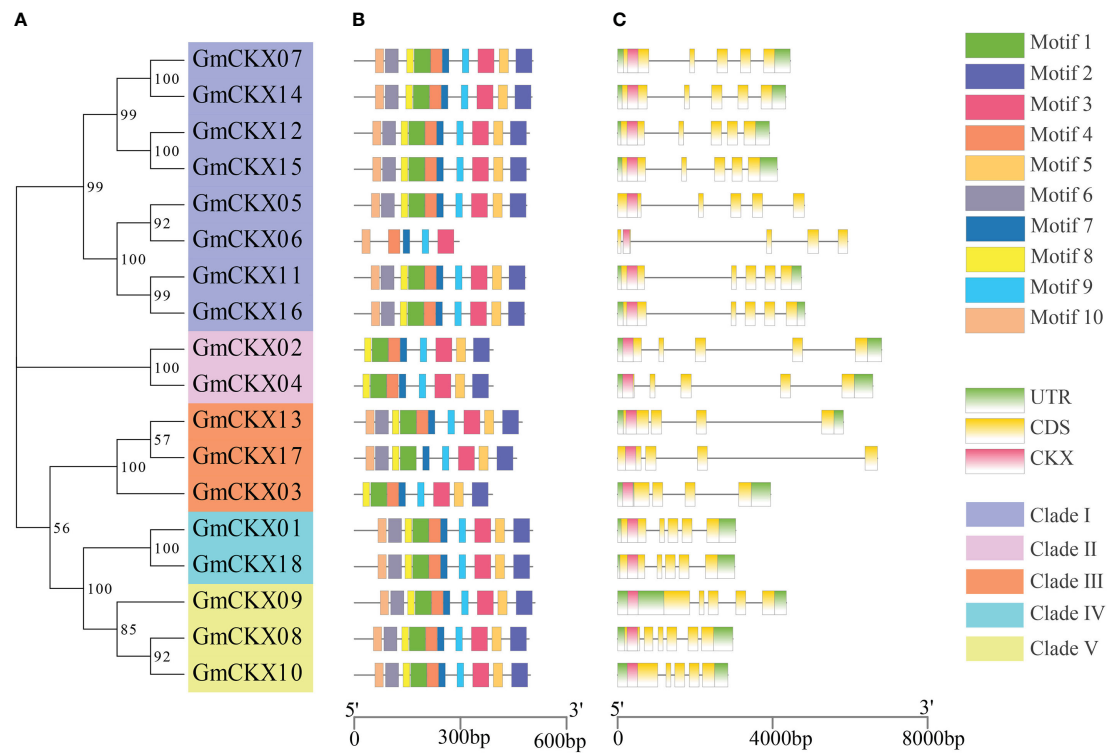 A
B
C
GmCKX07
GmCKX14
GmCKX12
GmCKX15
GmCKX05
GmCKX06
GmCKX11
GmCKX16
GmCKX02
GmCKX04
GmCKX13
GmCKX17
GmCKX03
GmCKX01
GmCKX18
GmCKX09
GmCKX08
GmCKX10
100
99
100
99
92
100
99
100
57
100
56
100
100
85
92
5'
3'
0
300bp
600bp
5'
3'
0
4000bp
8000bp
Motif 1
Motif 2
Motif 3
Motif 4
Motif 5
Motif 6
Motif 7
Motif 8
Motif 9
Motif 10
UTR
CDS
CKX
Clade I
Clade II
Clade III
Clade IV
Clade V